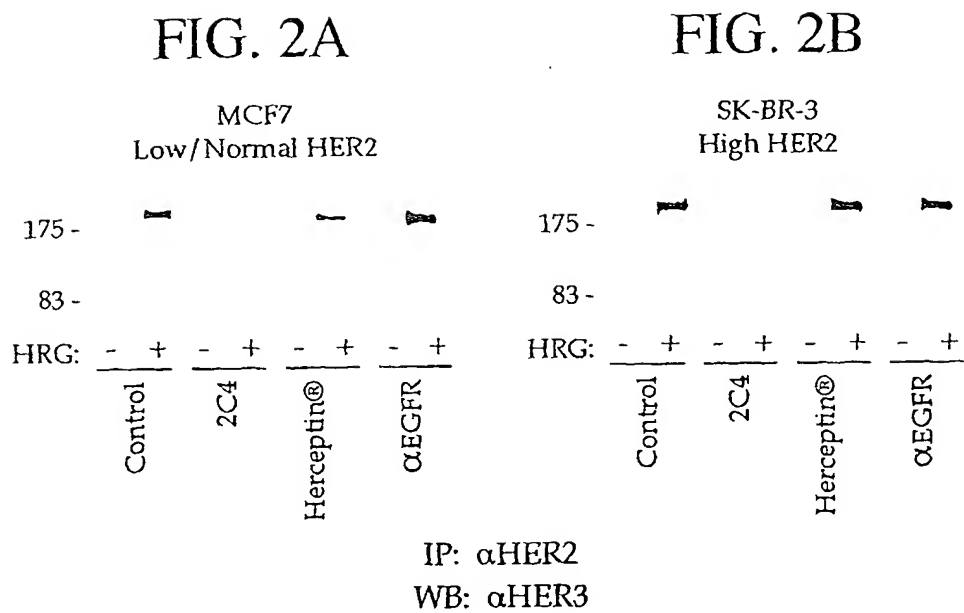 FIG. 2A
MCF7
Low/Normal HER2
175 -
83 -
HRG: - + - + - + - +
Control
2C4
Herceptin®
αEGFR
FIG. 2B
SK-BR-3
High HER2
175 -
83 -
HRG: - + - + - + - +
Control
2C4
Herceptin®
αEGFR
IP: αHER2
WB: αHER3